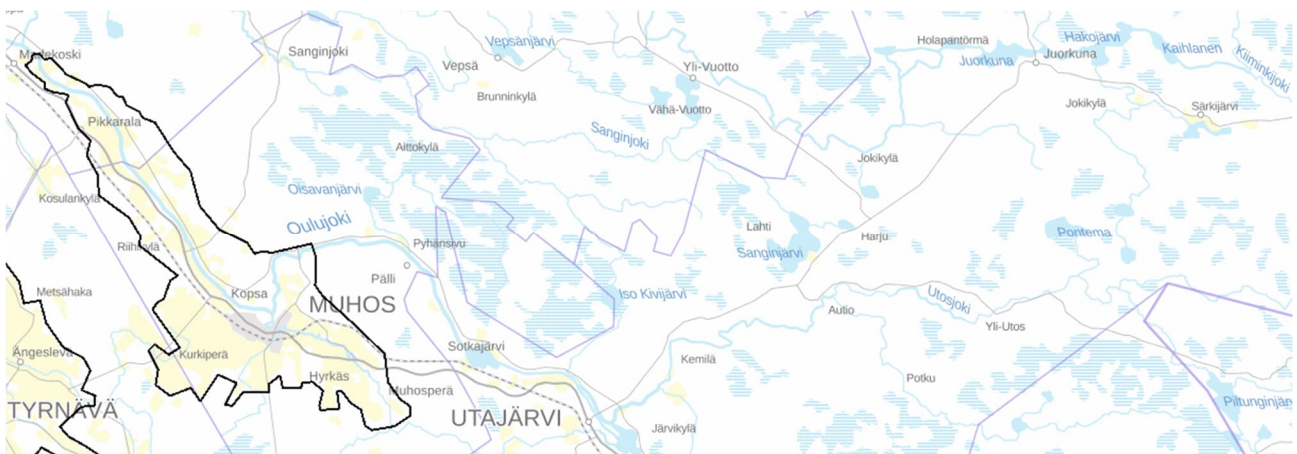 Madekoski
Sanginjoki
Vepsänjärvi
Vepsä
Yli-Vuotto
Holapantörmä
Hakojärvi
Juorkuna
Juorkuna
Kaihlanen
Kiiminkijoki
Brunninkylä
Vähä-Vuotto
Jokikylä
Särkijärvi
Pikkarala
Sanginjoki
Aittokylä
Jokikylä
Kosulankylä
Oisavanjärvi
Oulujoki
Lahti
Harju
Pontema
Riihikylä
Pyhänsivu
Sanginjärvi
Pälli
Metsähaka
Kopsa
MUHOS
Iso Kivijärvi
Utosjoki
Autio
Yli-Utos
Ängeslevä
Kurkiperä
Sotkajärvi
Kemilä
Hyrkäs
Potku
Muhosperä
TYRNÄVÄ
UTAJÄRVI
Järvikylä